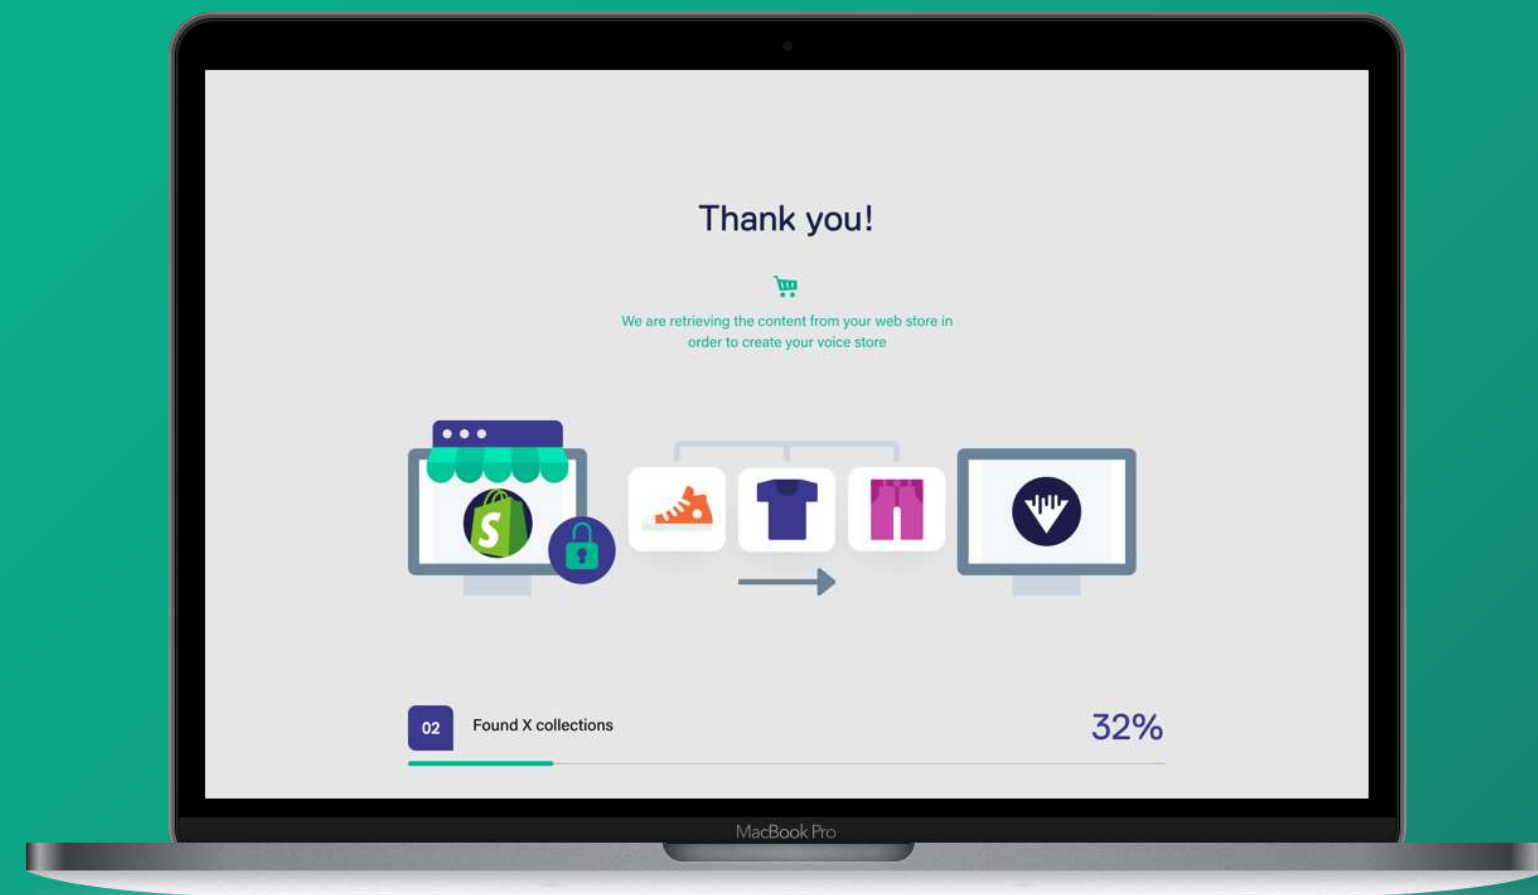 Thank you!
We are retrieving the content from your web store in
order to create your voice store
S
02
Found X collections
32%
MacBook Pro